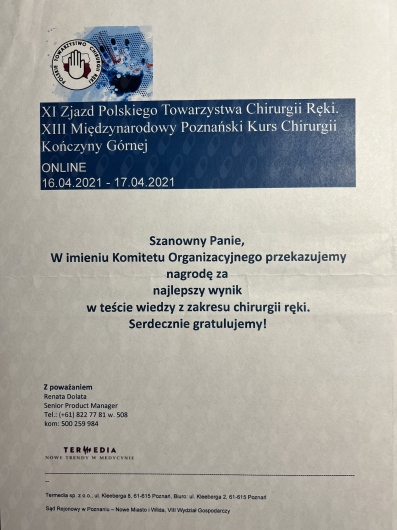 POLSKIE TOWARZYSTWO CHIRURGII RĘKI
XI Zjazd Polskiego Towarzystwa Chirurgii Ręki.
XIII Międzynarodowy Poznański Kurs Chirurgii
Kończyny Górnej
ONLINE
16.04.2021 - 17.04.2021
Szanowny Panie,
W imieniu Komitetu Organizacyjnego przekazujemy
nagrodę za
najlepszy wynik
w teście wiedzy z zakresu chirurgii ręki.
Serdecznie gratulujemy!
Z poważaniem
Renata Dolata
Senior Product Manager
Tel.: (+61) 822 77 81 w. 508
kom: 500 259 984
TERMEDIA
NOWE TRENDY W MEDYCYNIE
--
Termedia sp. z o.o., ul. Kleeberga 8, 61-615 Poznań, Biuro: ul. Kleeberga 2, 61-615 Poznań
Sąd Rejonowy w Poznaniu – Nowe Miasto i Wilda, VIII Wydział Gospodarczy